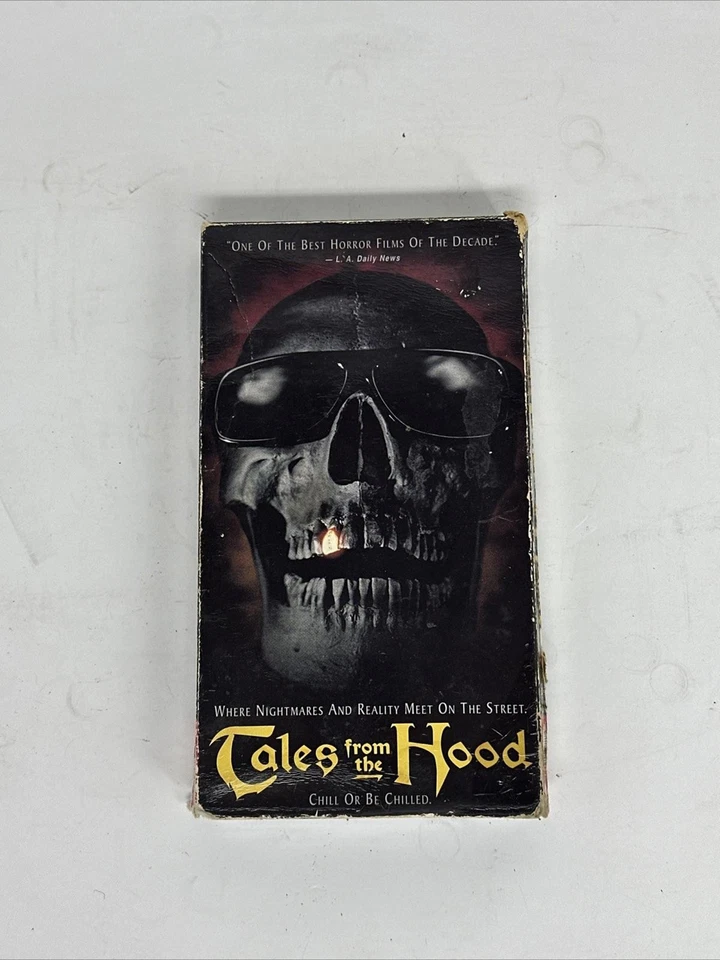 "One Of The Best Horror Films Of The Decade."
— L.A. Daily News
Where Nightmares And Reality Meet On The Street.
Tales from the Hood
Chill Or Be Chilled.